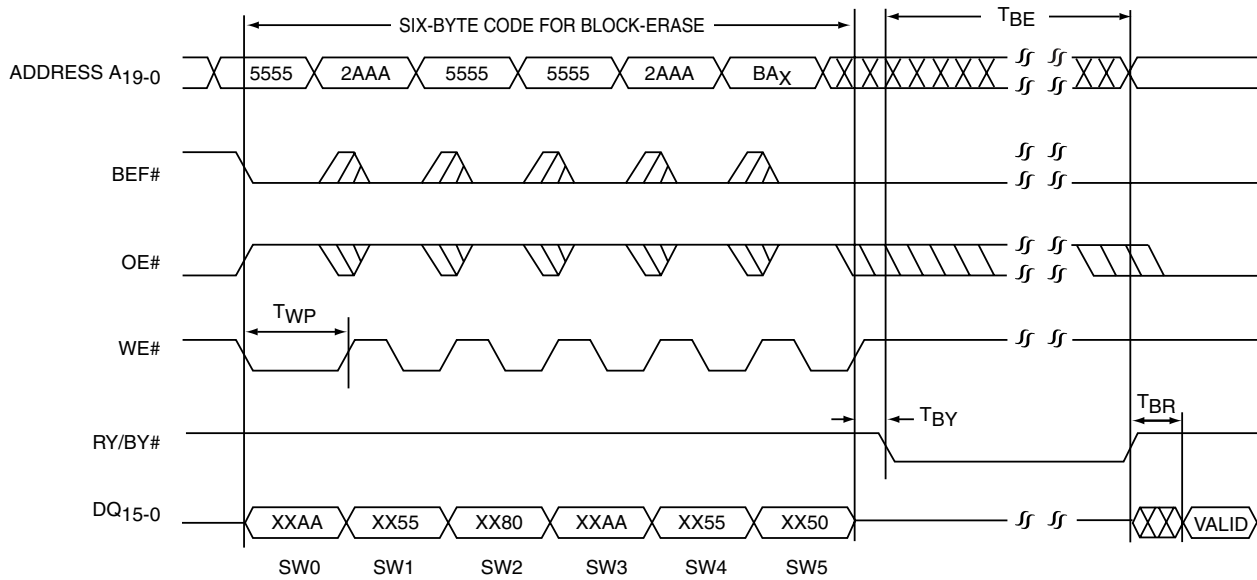 SIX-BYTE CODE FOR BLOCK-ERASE
TBE
ADDRESS A19-0
5555 2AAA 5555 5555 2AAA BAX
BEF#
OE#
TWP
WE#
TBR
TBY
RY/BY#
DQ15-0
XXAA XX55 XX80 XXAA XX55 XX50 VALID
SW0 SW1 SW2 SW3 SW4 SW5